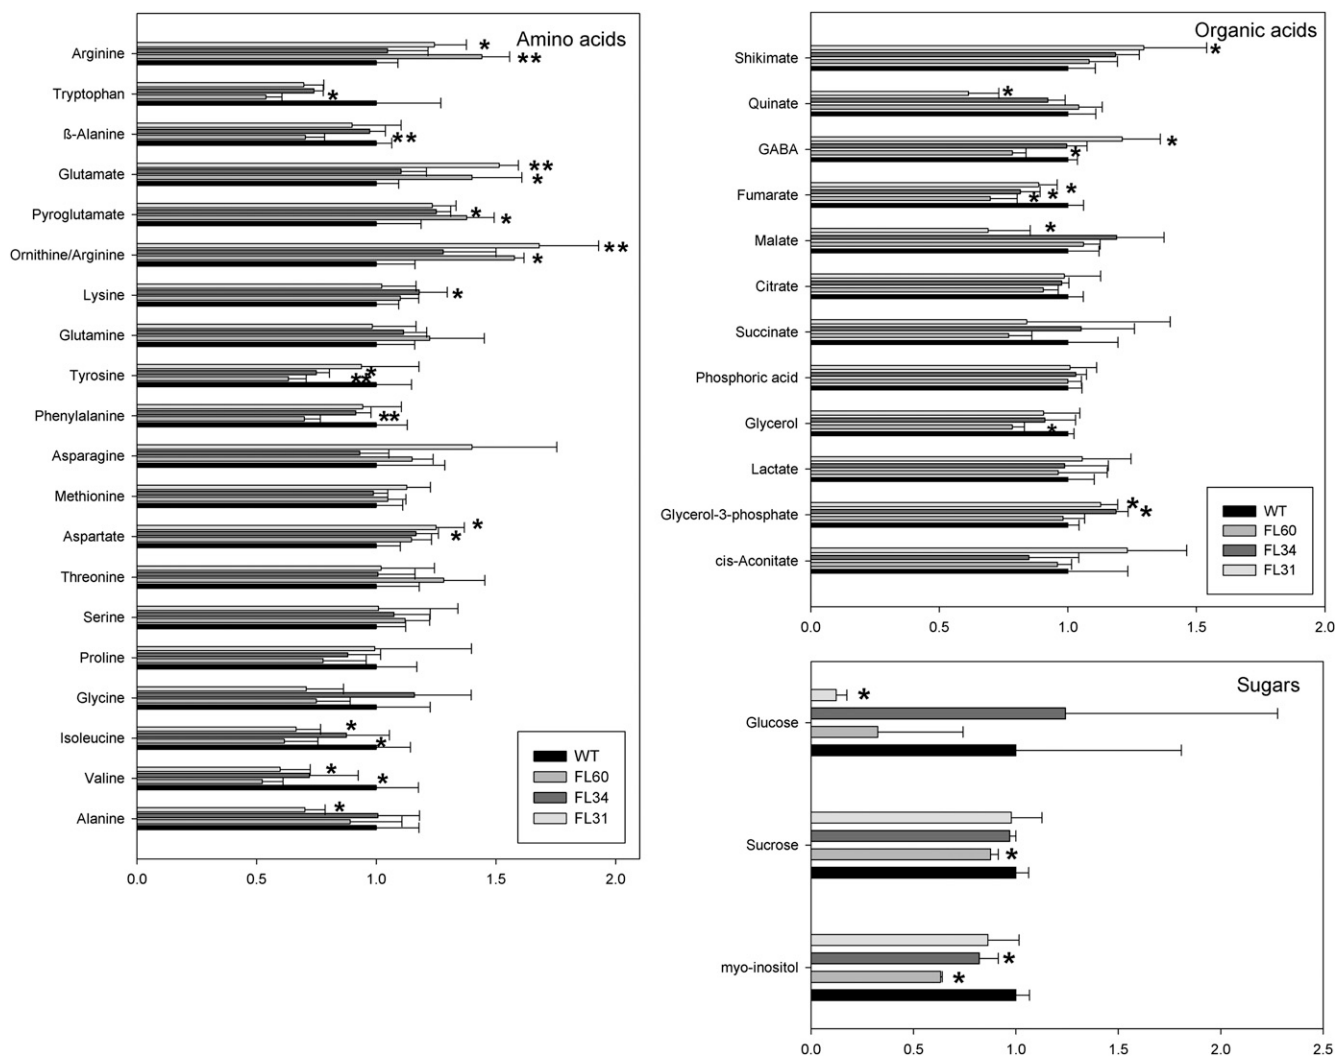 Amino acids
Arginine
*
**
Tryptophan
*
ß-Alanine
**
Glutamate
**
*
Pyroglutamate
*
*
Ornithine/Arginine
**
*
Lysine
*
Glutamine
Tyrosine
*
**
Phenylalanine
**
Asparagine
Methionine
Aspartate
*
*
Threonine
Serine
Proline
Glycine
Isoleucine
*
*
Valine
*
*
Alanine
*
WT
FL60
FL34
FL31
0.0 0.5 1.0 1.5 2.0
Organic acids
Shikimate
*
Quinate
*
GABA
*
*
Fumarate
*
*
*
Malate
*
Citrate
Succinate
Phosphoric acid
Glycerol
*
Lactate
Glycerol-3-phosphate
*
*
cis-Aconitate
WT
FL60
FL34
FL31
0.0 0.5 1.0 1.5 2.0
Sugars
Glucose
*
Sucrose
*
myo-inositol
*
*
0.0 0.5 1.0 1.5 2.0 2.5